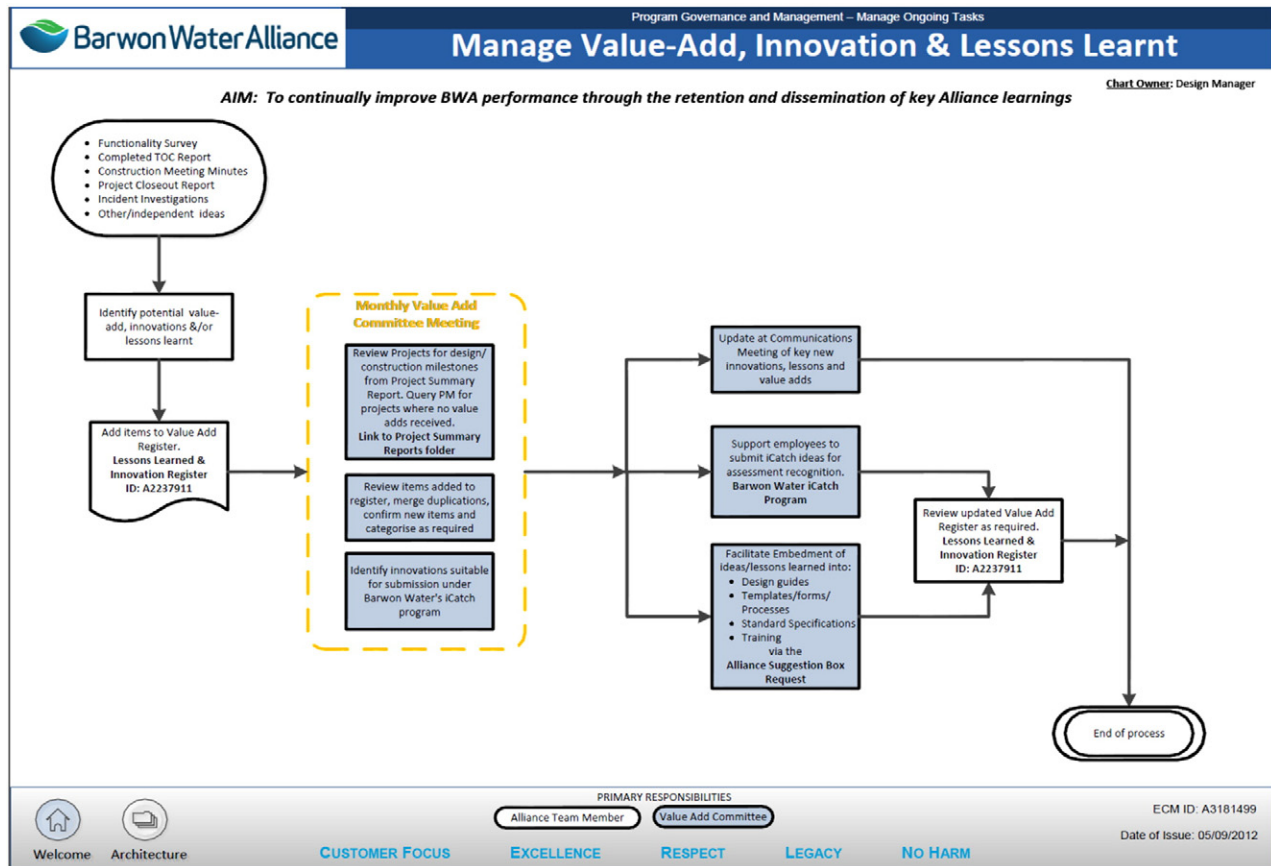 Program Governance and Management – Manage Ongoing Tasks
Barwon Water Alliance
Manage Value-Add, Innovation & Lessons Learnt
Chart Owner: Design Manager
AIM: To continually improve BWA performance through the retention and dissemination of key Alliance learnings
• Functionality Survey
• Completed TOC Report
• Construction Meeting Minutes
• Project Closeout Report
• Incident Investigations
• Other/independent ideas
Identify potential value-
add, innovations &/or
lessons learnt
Add items to Value Add
Register.
Lessons Learned &
Innovation Register
ID: A2237911
Monthly Value Add
Committee Meeting
Review Projects for design/
construction milestones
from Project Summary
Report. Query PM for
projects where no value
adds received.
Link to Project Summary
Reports folder
Review items added to
register, merge duplications,
confirm new items and
categorise as required
Identify innovations suitable
for submission under
Barwon Water's iCatch
program
Update at Communications
Meeting of key new
innovations, lessons and
value adds
Support employees to
submit iCatch ideas for
assessment recognition.
Barwon Water iCatch
Program
Facilitate Embedment of
ideas/lessons learned into:
• Design guides
• Templates/forms/
Processes
• Standard Specifications
• Training
via the
Alliance Suggestion Box
Request
Review updated Value Add
Register as required.
Lessons Learned &
Innovation Register
ID: A2237911
End of process
PRIMARY RESPONSIBILITIES
Alliance Team Member
Value Add Committee
ECM ID: A3181499
Date of Issue: 05/09/2012
Welcome
Architecture
CUSTOMER FOCUS
EXCELLENCE
RESPECT
LEGACY
NO HARM